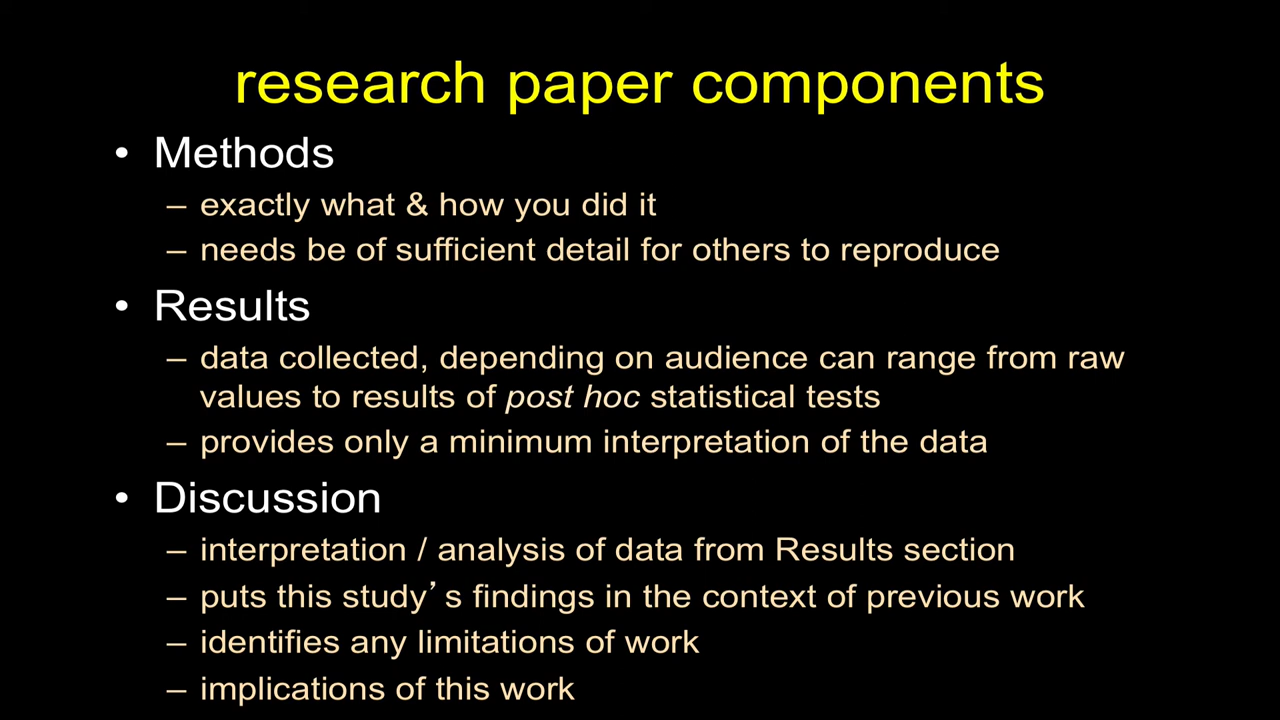 research paper components
• Methods
– exactly what & how you did it
– needs be of sufficient detail for others to reproduce
• Results
– data collected, depending on audience can range from raw
values to results of post hoc statistical tests
– provides only a minimum interpretation of the data
• Discussion
– interpretation / analysis of data from Results section
– puts this study’s findings in the context of previous work
– identifies any limitations of work
– implications of this work